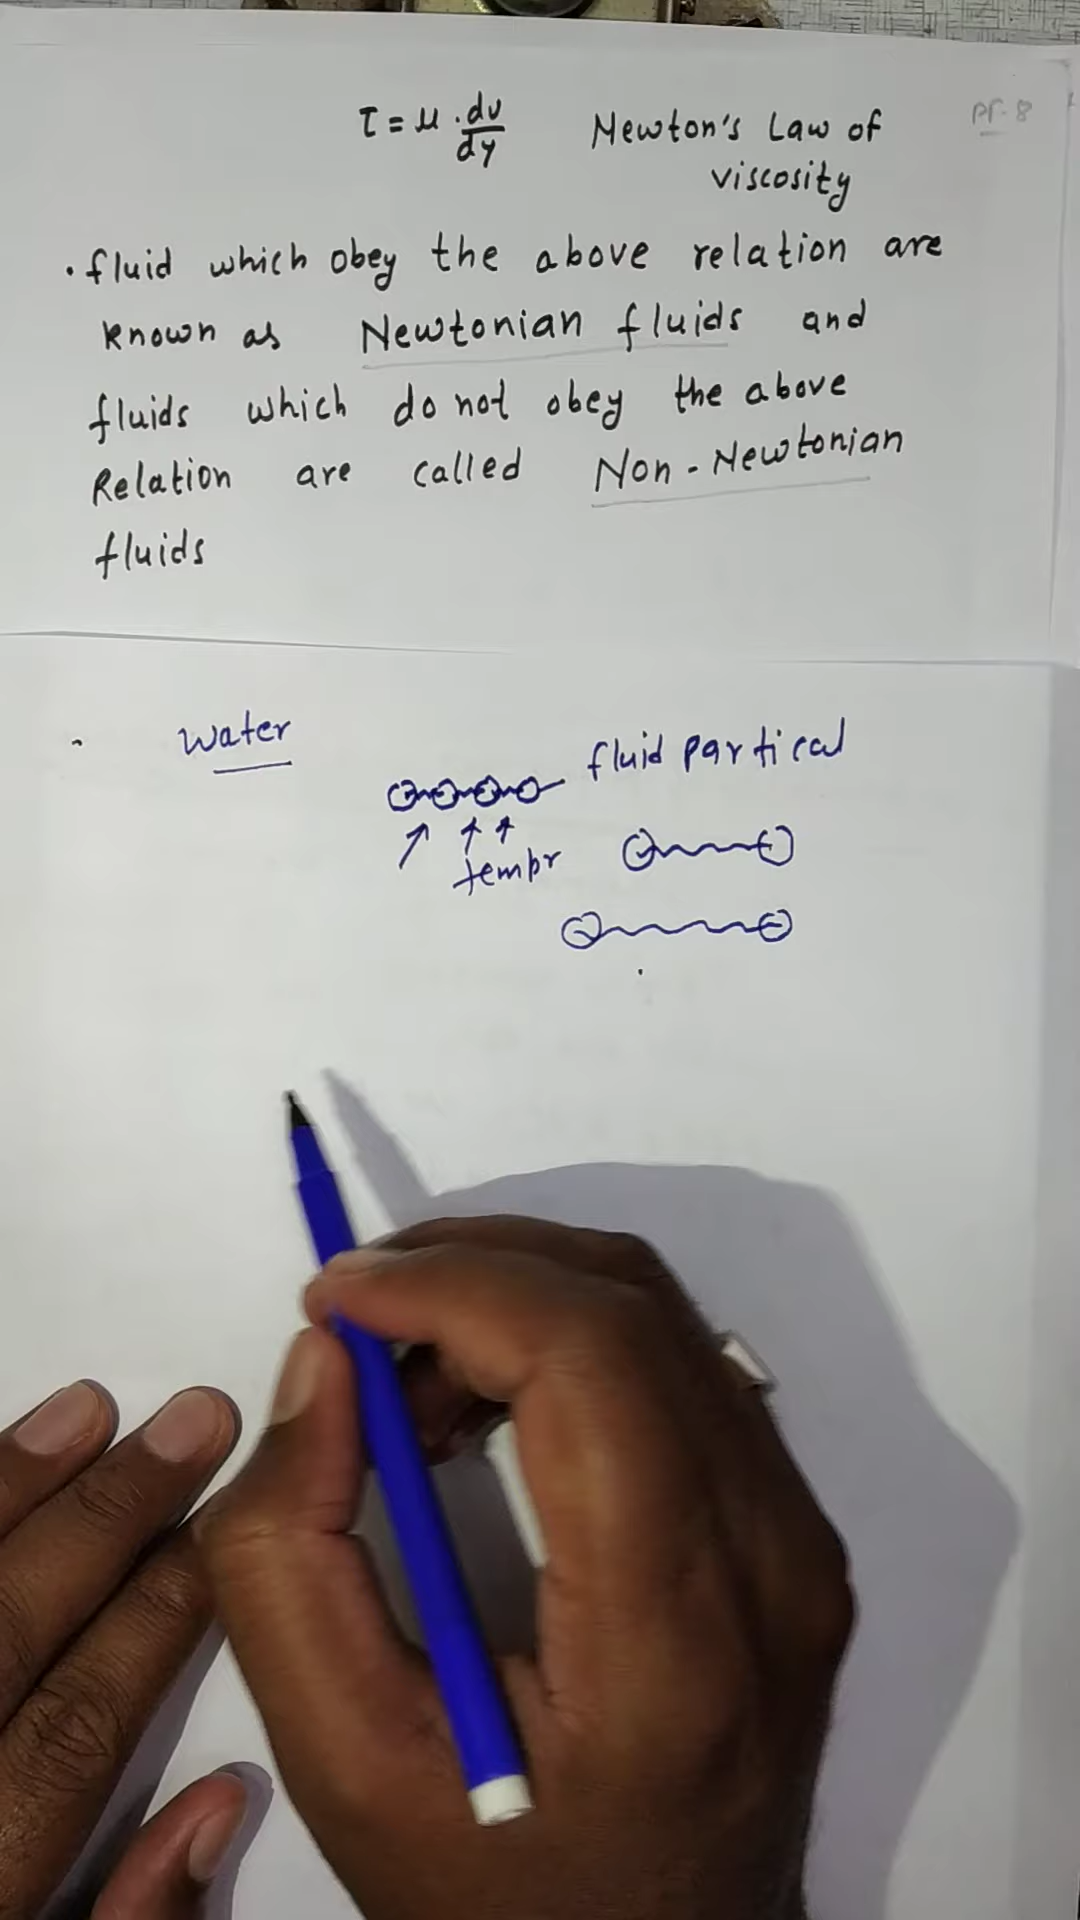 τ = μ . du/dy Newton's Law of viscosity
pr. 8
• fluid which obey the above relation are
known as Newtonian fluids and
fluids which do not obey the above
Relation are called Non-Newtonian
fluids
Water
fluid partical
tempr